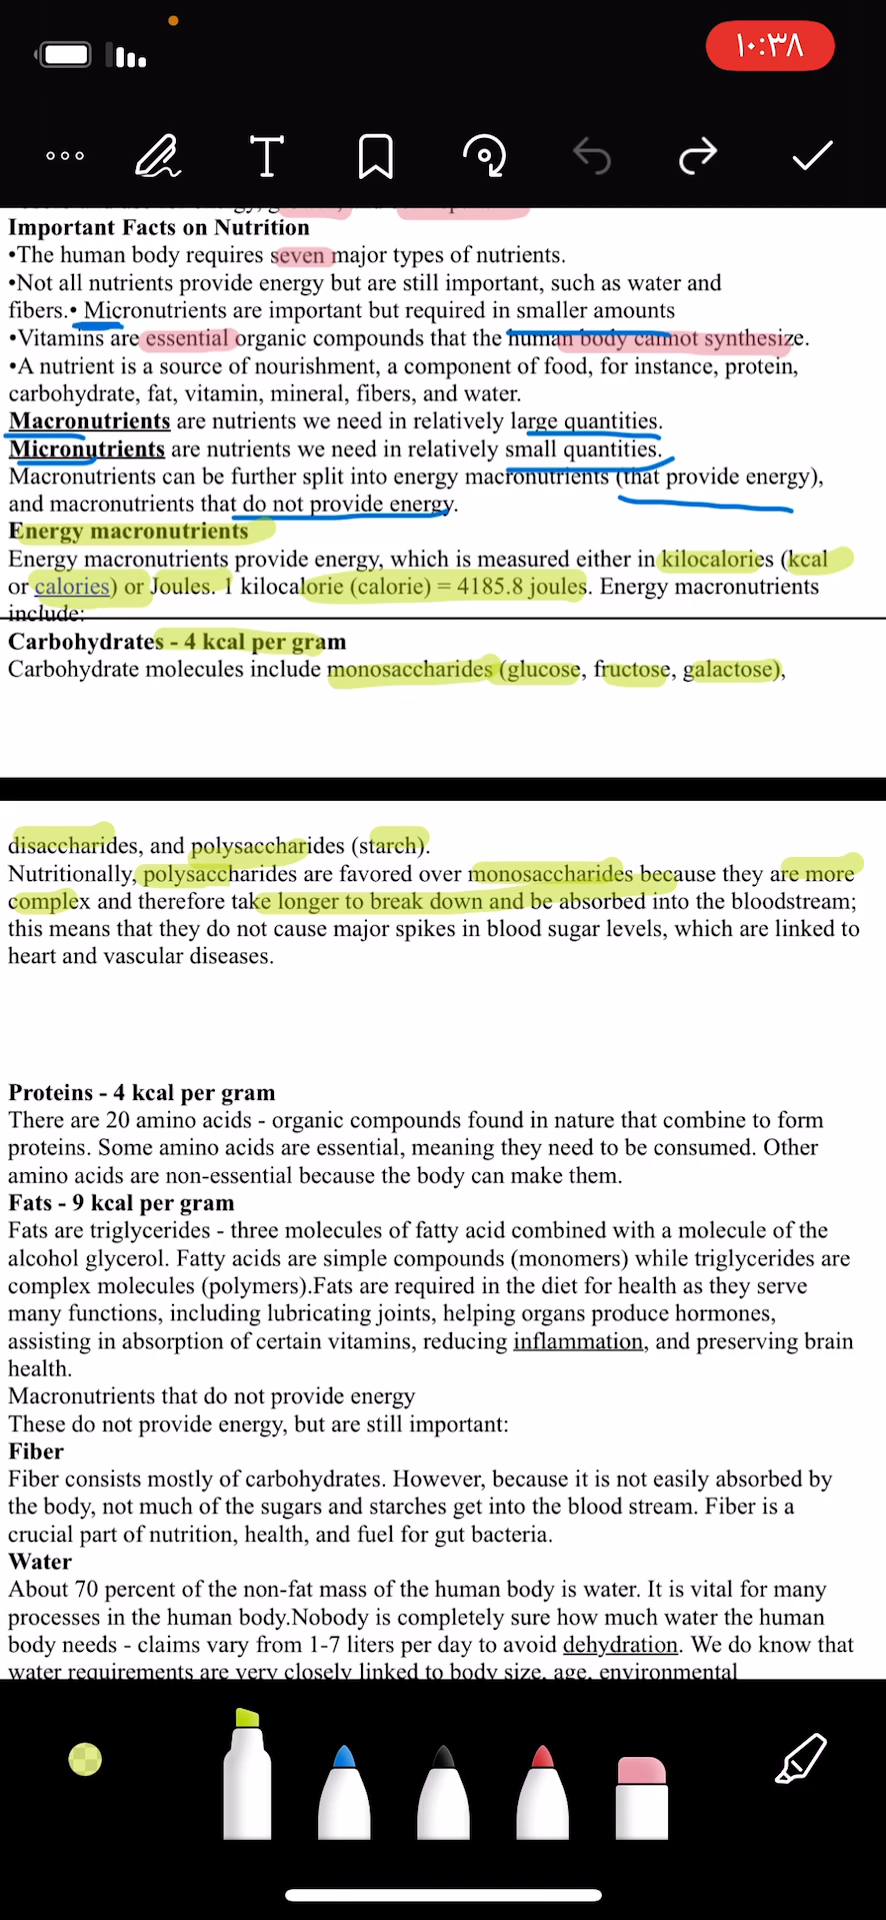 ١٠:٣٨
T
Important Facts on Nutrition
•The human body requires seven major types of nutrients.
•Not all nutrients provide energy but are still important, such as water and
fibers.• Micronutrients are important but required in smaller amounts
•Vitamins are essential organic compounds that the human body cannot synthesize.
•A nutrient is a source of nourishment, a component of food, for instance, protein,
carbohydrate, fat, vitamin, mineral, fibers, and water.
Macronutrients are nutrients we need in relatively large quantities.
Micronutrients are nutrients we need in relatively small quantities.
Macronutrients can be further split into energy macronutrients (that provide energy),
and macronutrients that do not provide energy.
Energy macronutrients
Energy macronutrients provide energy, which is measured either in kilocalories (kcal
or calories) or Joules. 1 kilocalorie (calorie) = 4185.8 joules. Energy macronutrients
include:
Carbohydrates - 4 kcal per gram
Carbohydrate molecules include monosaccharides (glucose, fructose, galactose),
disaccharides, and polysaccharides (starch).
Nutritionally, polysaccharides are favored over monosaccharides because they are more
complex and therefore take longer to break down and be absorbed into the bloodstream;
this means that they do not cause major spikes in blood sugar levels, which are linked to
heart and vascular diseases.
Proteins - 4 kcal per gram
There are 20 amino acids - organic compounds found in nature that combine to form
proteins. Some amino acids are essential, meaning they need to be consumed. Other
amino acids are non-essential because the body can make them.
Fats - 9 kcal per gram
Fats are triglycerides - three molecules of fatty acid combined with a molecule of the
alcohol glycerol. Fatty acids are simple compounds (monomers) while triglycerides are
complex molecules (polymers).Fats are required in the diet for health as they serve
many functions, including lubricating joints, helping organs produce hormones,
assisting in absorption of certain vitamins, reducing inflammation, and preserving brain
health.
Macronutrients that do not provide energy
These do not provide energy, but are still important:
Fiber
Fiber consists mostly of carbohydrates. However, because it is not easily absorbed by
the body, not much of the sugars and starches get into the blood stream. Fiber is a
crucial part of nutrition, health, and fuel for gut bacteria.
Water
About 70 percent of the non-fat mass of the human body is water. It is vital for many
processes in the human body.Nobody is completely sure how much water the human
body needs - claims vary from 1-7 liters per day to avoid dehydration. We do know that
water requirements are very closely linked to body size, age, environmental